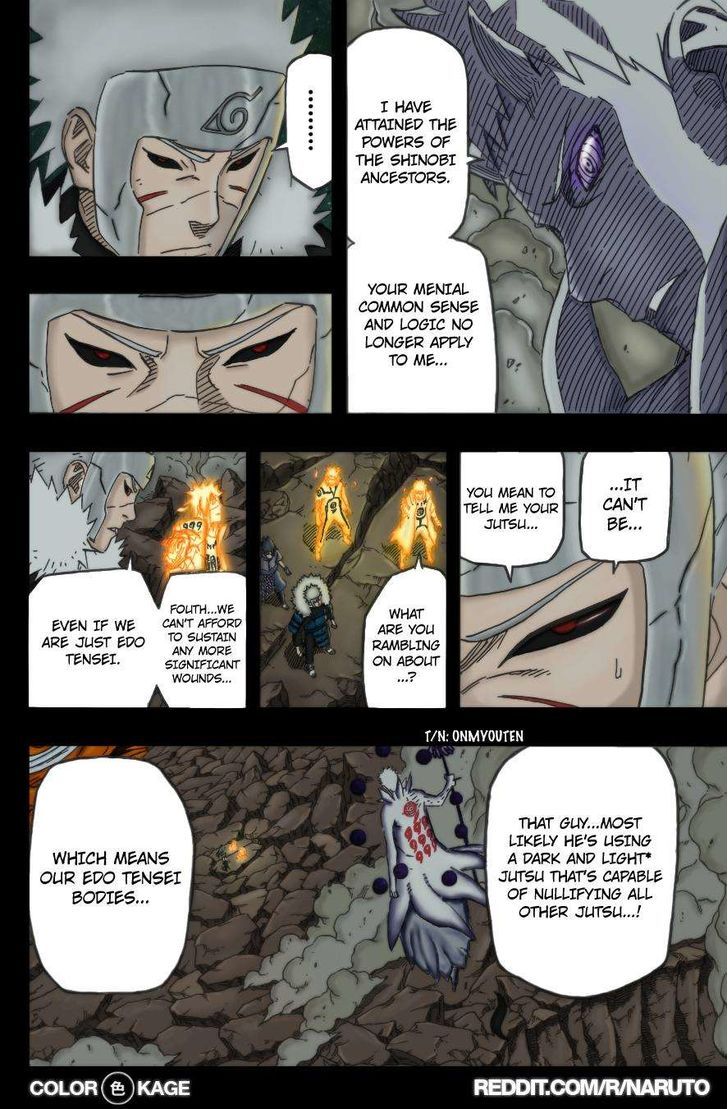 I HAVE
ATTAINED THE
POWERS OF
THE SHINOBI
ANCESTORS.
YOUR MENIAL
COMMON SENSE
AND LOGIC NO
LONGER APPLY
TO ME...
..........
...IT
CAN'T
BE...
YOU MEAN TO
TELL ME YOUR
JUTSU...
WHAT
ARE YOU
RAMBLING
ON ABOUT
...?
FOUTH...WE
CAN'T AFFORD
TO SUSTAIN
ANY MORE
SIGNIFICANT
WOUNDS...
EVEN IF WE
ARE JUST EDO
TENSEI.
T/N: ONMYOUTEN
THAT GUY...MOST
LIKELY HE'S USING
A DARK AND LIGHT*
JUTSU THAT'S CAPABLE
OF NULLIFYING ALL
OTHER JUTSU...!
WHICH MEANS
OUR EDO TENSEI
BODIES...
COLOR 色 KAGE
REDDIT.COM/R/NARUTO